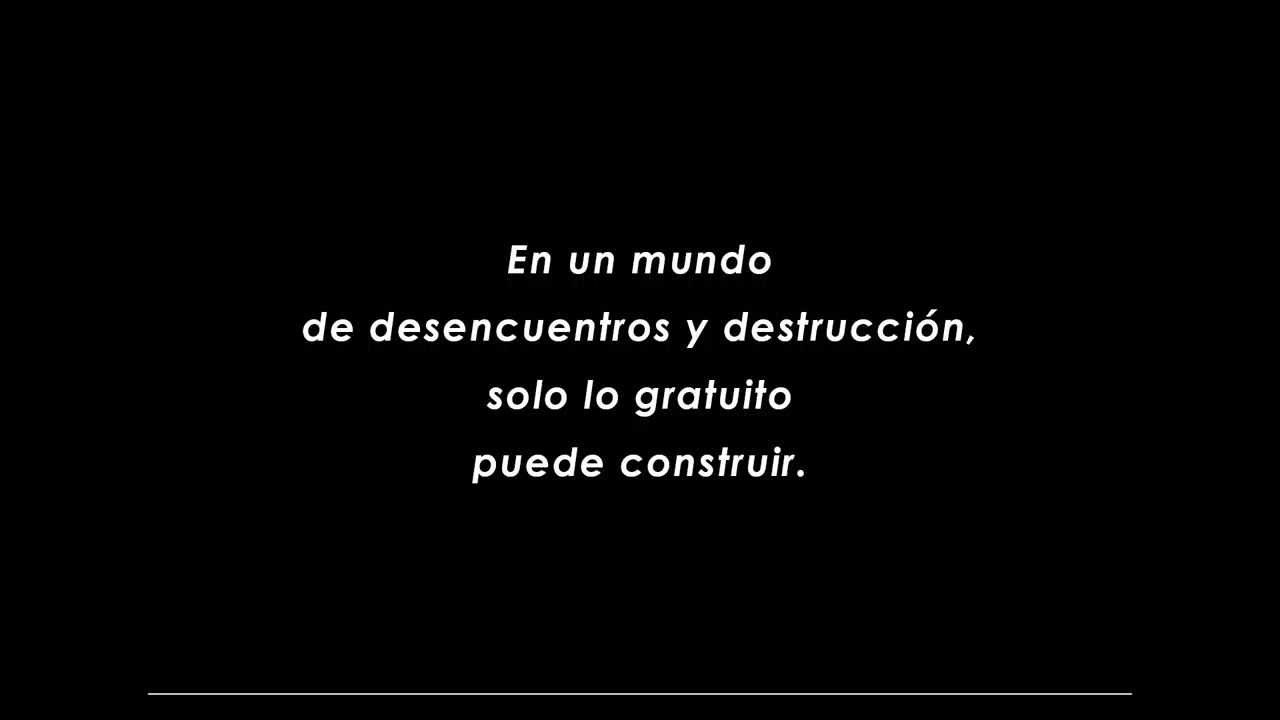 En un mundo
de desencuentros y destrucción,
solo lo gratuito
puede construir.